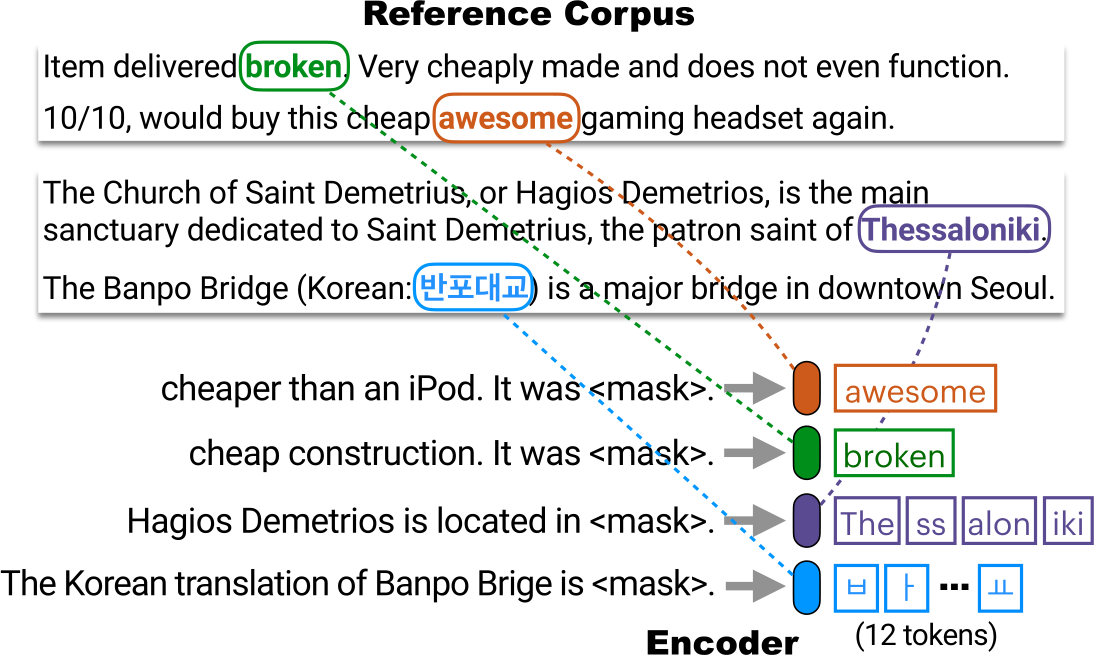 Reference Corpus
Item delivered broken. Very cheaply made and does not even function.
10/10, would buy this cheap awesome gaming headset again.
The Church of Saint Demetrius, or Hagios Demetrios, is the main
sanctuary dedicated to Saint Demetrius, the patron saint of Thessaloniki.
The Banpo Bridge (Korean: 반포대교) is a major bridge in downtown Seoul.
cheaper than an iPod. It was <mask>. awesome
cheap construction. It was <mask>. broken
Hagios Demetrios is located in <mask>. The ss alon iki
The Korean translation of Banpo Brige is <mask>. ㅂ ㅏ ··· ㅛ
Encoder (12 tokens)